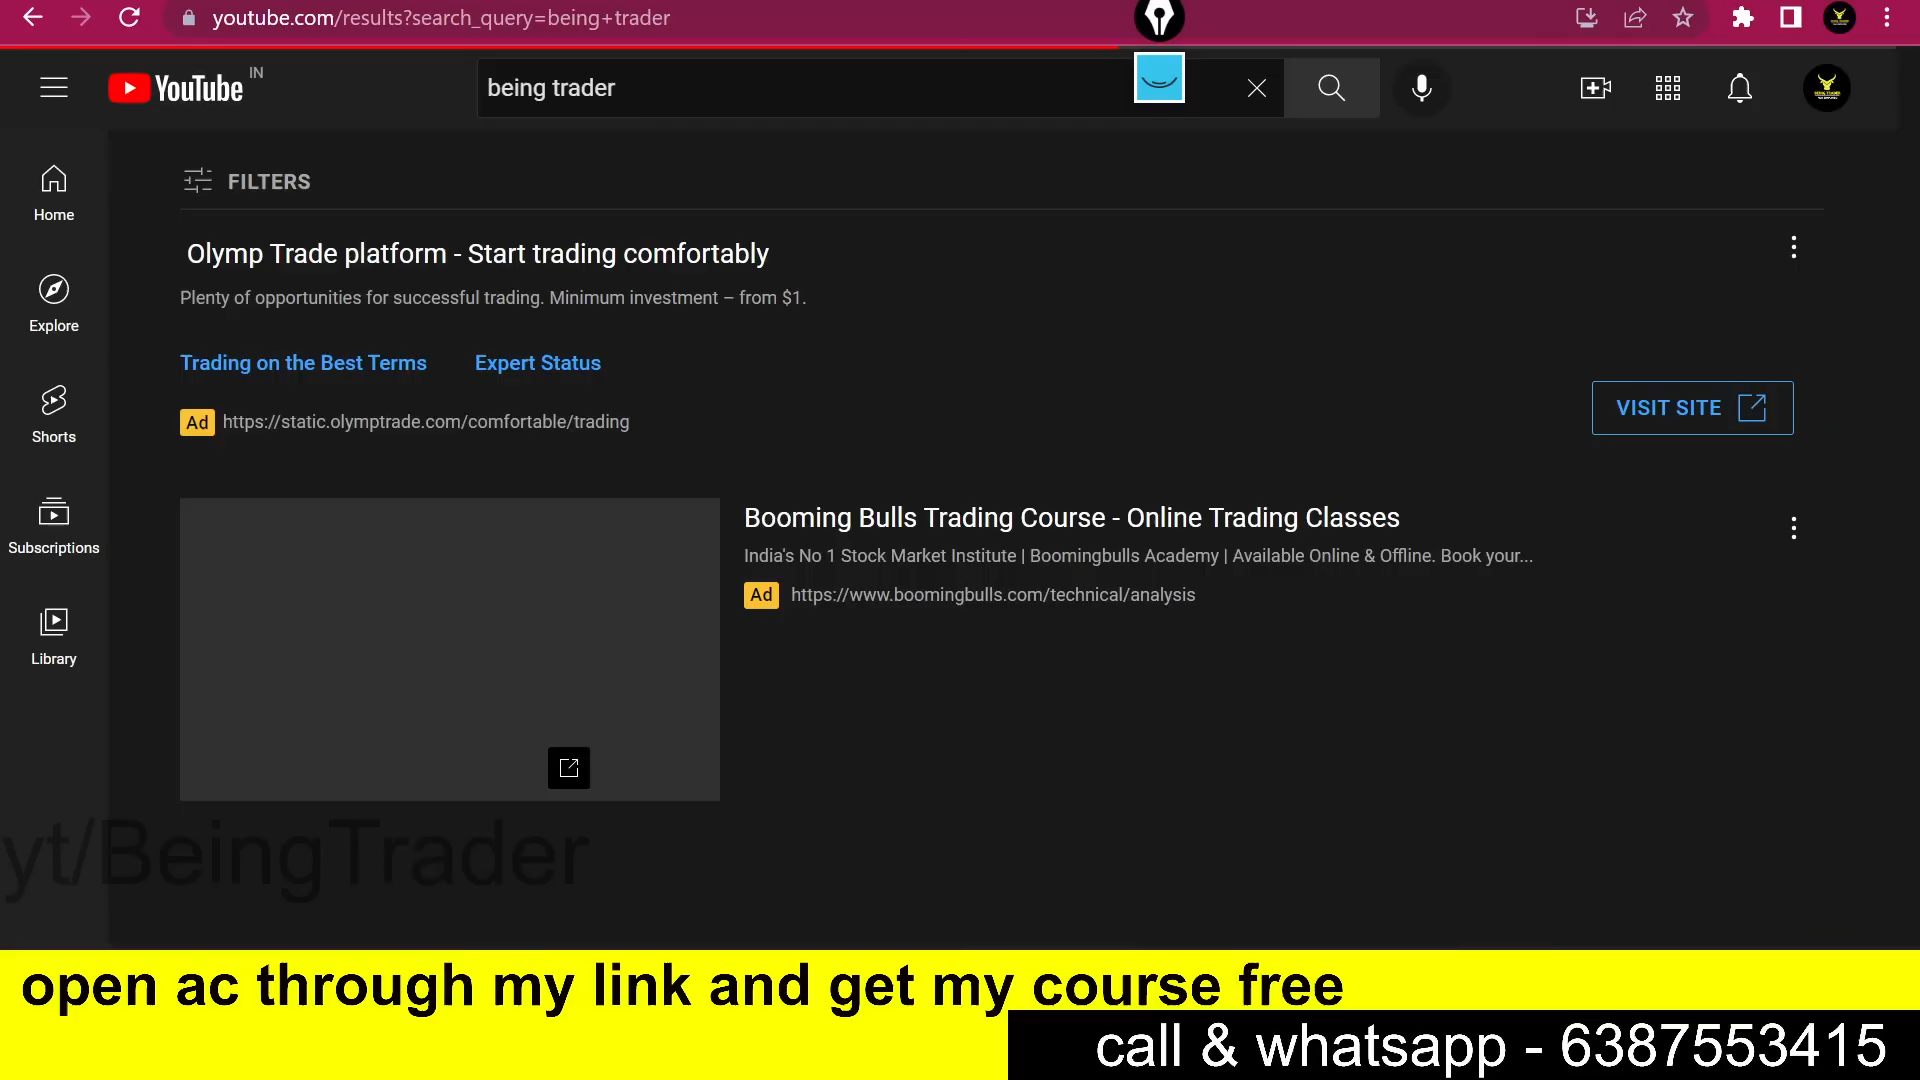 youtube.com/results?search_query=being+trader
YouTube IN
being trader
Home
Explore
Shorts
Subscriptions
Library
FILTERS
Olymp Trade platform - Start trading comfortably
Plenty of opportunities for successful trading. Minimum investment – from $1.
Trading on the Best Terms Expert Status
Ad https://static.olymptrade.com/comfortable/trading
VISIT SITE
Booming Bulls Trading Course - Online Trading Classes
India's No 1 Stock Market Institute | Boomingbulls Academy | Available Online & Offline. Book your...
Ad https://www.boomingbulls.com/technical/analysis
yt/BeingTrader
open ac through my link and get my course free
call & whatsapp - 6387553415